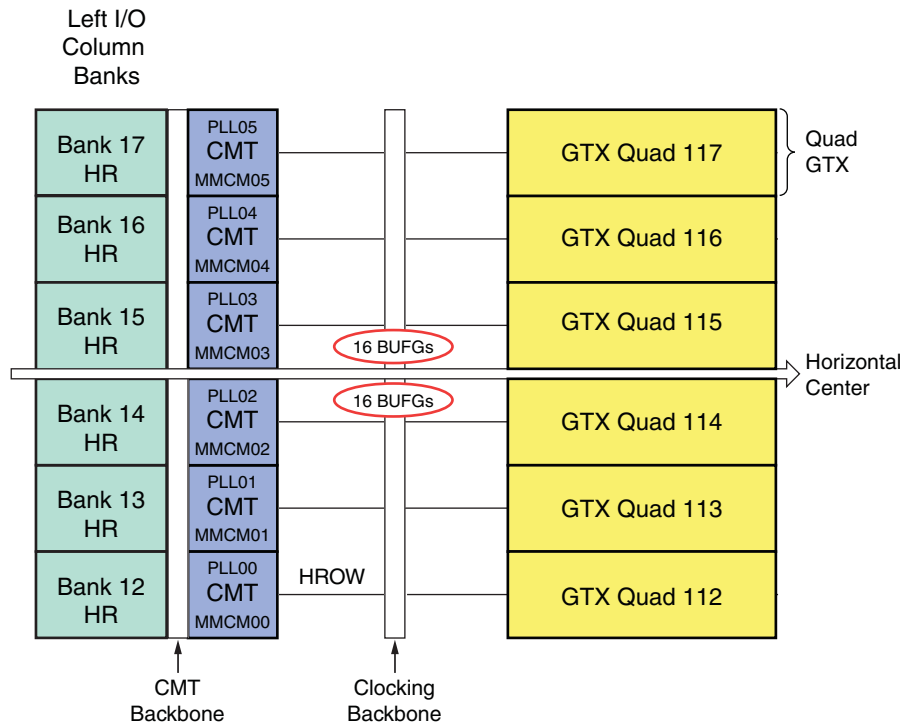 Left I/O
Column
Banks
Bank 17
HR
PLL05
CMT
MMCM05
GTX Quad 117
Quad
GTX
Bank 16
HR
PLL04
CMT
MMCM04
GTX Quad 116
Bank 15
HR
PLL03
CMT
MMCM03
GTX Quad 115
16 BUFGs
Horizontal
Center
16 BUFGs
Bank 14
HR
PLL02
CMT
MMCM02
GTX Quad 114
Bank 13
HR
PLL01
CMT
MMCM01
GTX Quad 113
Bank 12
HR
PLL00
CMT
MMCM00
HROW
GTX Quad 112
CMT
Backbone
Clocking
Backbone